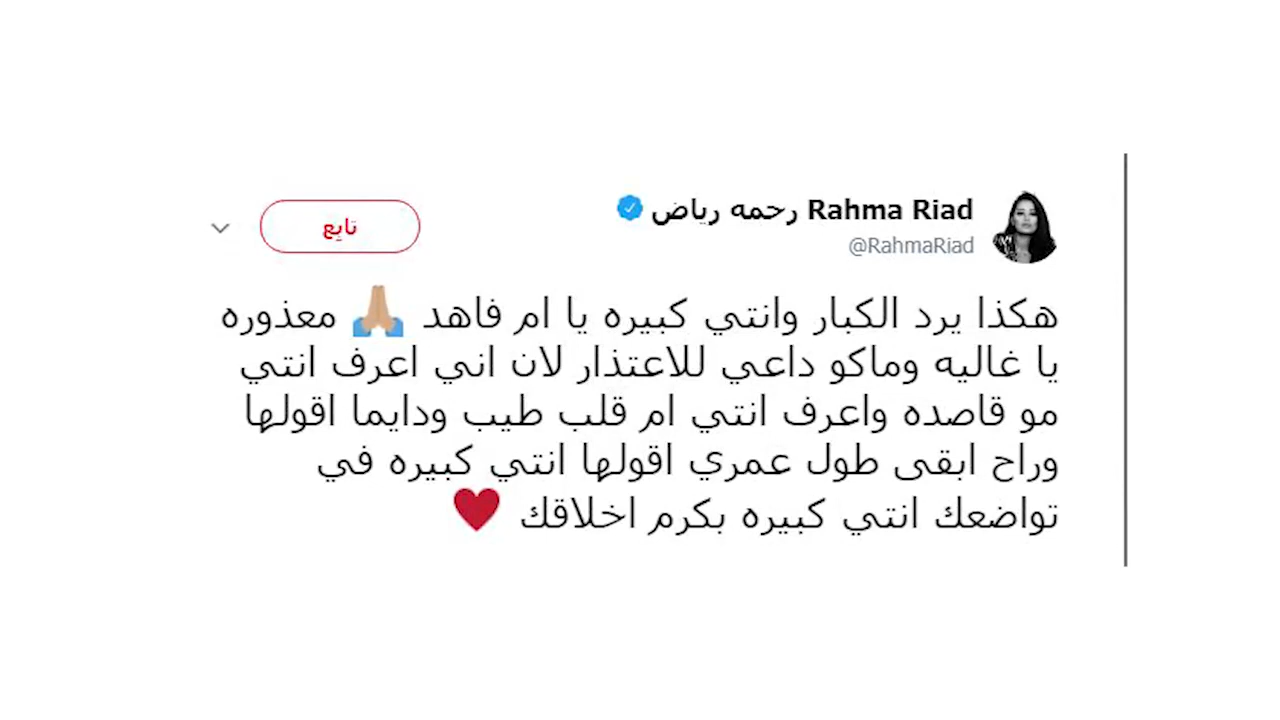 Rahma Riad رحمه رياض
@RahmaRiad
تابِع
هكذا يرد الكبار وانتي كبيره يا ام فاهد 🙏🏼 معذوره
يا غاليه وماكو داعي للاعتذار لان اني اعرف انتي
مو قاصده واعرف انتي ام قلب طيب ودايما اقولها
وراح ابقى طول عمري اقولها انتي كبيره في
تواضعك انتي كبيره بكرم اخلاقك ♥